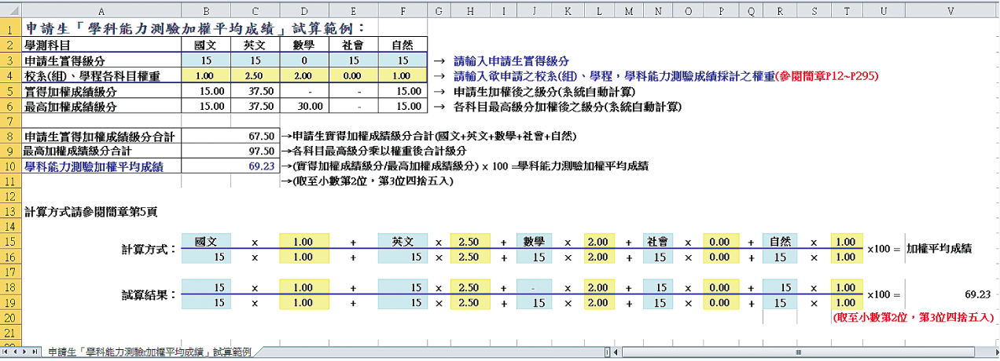 A B C D E F G H I J K L M N O P Q R S T U V
1 申請生「學科能力測驗加權平均成績」試算範例：
2 學測科目 國文 英文 數學 社會 自然
3 申請生實得級分 15 15 0 15 15 → 請輸入申請生實得級分
4 校系(組)、學程各科目權重 1.00 2.50 2.00 0.00 1.00 → 請輸入欲申請之校系(組)、學程，學科能力測驗成績採計之權重(參閱簡章P12~P295)
5 實得加權成績級分 15.00 37.50 - - 15.00 → 申請生加權後之級分(系統自動計算)
6 最高加權成績級分 15.00 37.50 30.00 - 15.00 → 各科目最高級分加權後之級分(系統自動計算)
7
8 申請生實得加權成績級分合計 67.50 →申請生實得加權成績級分合計(國文+英文+數學+社會+自然)
9 最高加權成績級分合計 97.50 →各科目最高級分乘以權重後合計級分
10 學科能力測驗加權平均成績 69.23 →(實得加權成績級分/最高加權成績級分) x 100 =學科能力測驗加權平均成績
11 →(取至小數第2位，第3位四捨五入)
12
13 計算方式請參閱簡章第5頁
14
15 國文 x 1.00 + 英文 x 2.50 + 數學 x 2.00 + 社會 x 0.00 + 自然 x 1.00
計算方式： x100 = 加權平均成績
16 15 x 1.00 + 15 x 2.50 + 15 x 2.00 + 15 x 0.00 + 15 x 1.00
17
18 15 x 1.00 + 15 x 2.50 + - x 2.00 + 15 x 0.00 + 15 x 1.00
試算結果： x100 = 69.23
19 15 x 1.00 + 15 x 2.50 + 15 x 2.00 + 15 x 0.00 + 15 x 1.00
20 (取至小數第2位，第3位四捨五入)
21
申請生「學科能力測驗加權平均成績」試算範例